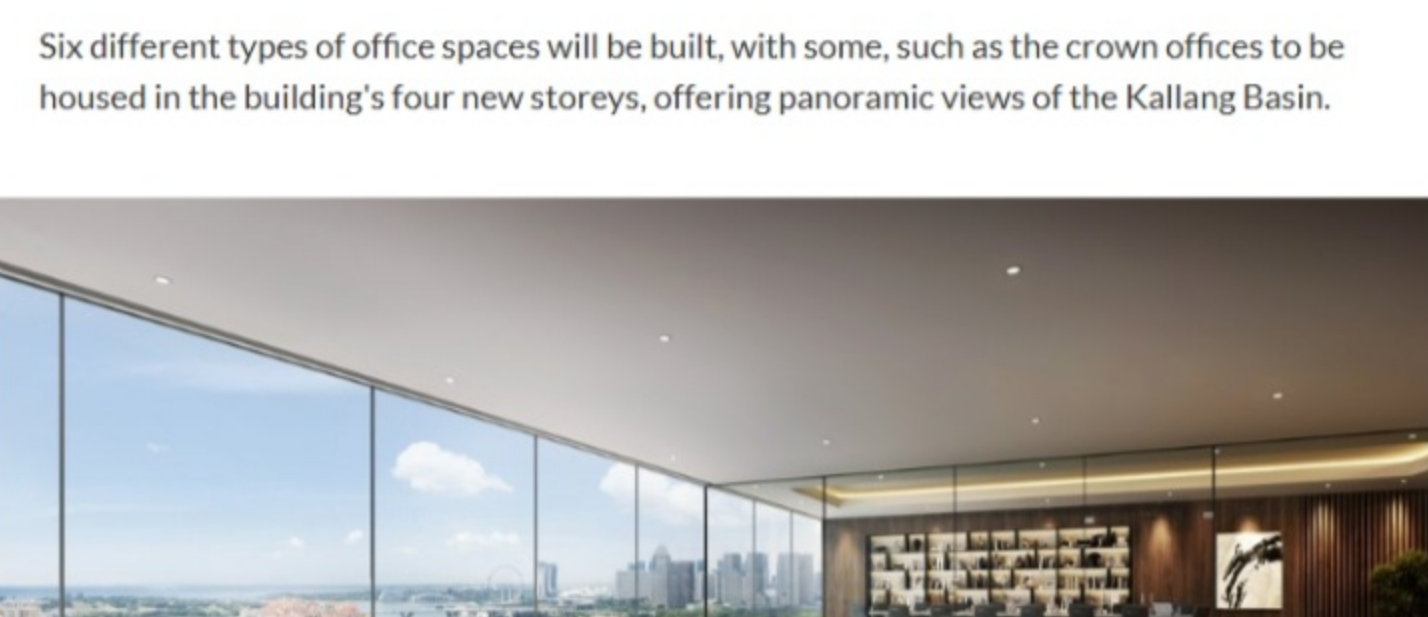 Six different types of office spaces will be built, with some, such as the crown offices to be
housed in the building's four new storeys, offering panoramic views of the Kallang Basin.